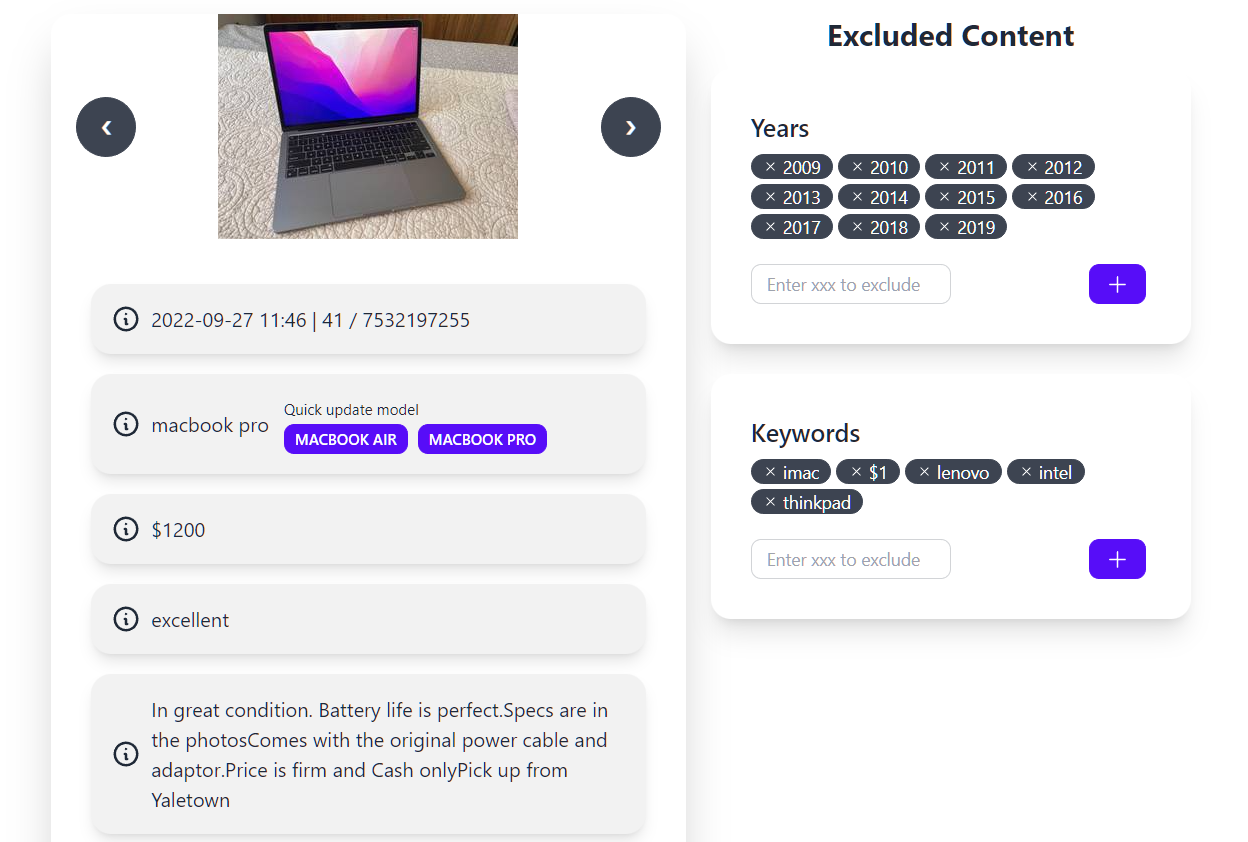 Excluded Content
2022-09-27 11:46 | 41 / 7532197255
macbook pro
Quick update model
MACBOOK AIR MACBOOK PRO
$1200
excellent
In great condition. Battery life is perfect.Specs are in
the photosComes with the original power cable and
adaptor.Price is firm and Cash onlyPick up from
Yaletown
Years
× 2009 × 2010 × 2011 × 2012
× 2013 × 2014 × 2015 × 2016
× 2017 × 2018 × 2019
Enter xxx to exclude
Keywords
× imac × $1 × lenovo × intel
× thinkpad
Enter xxx to exclude